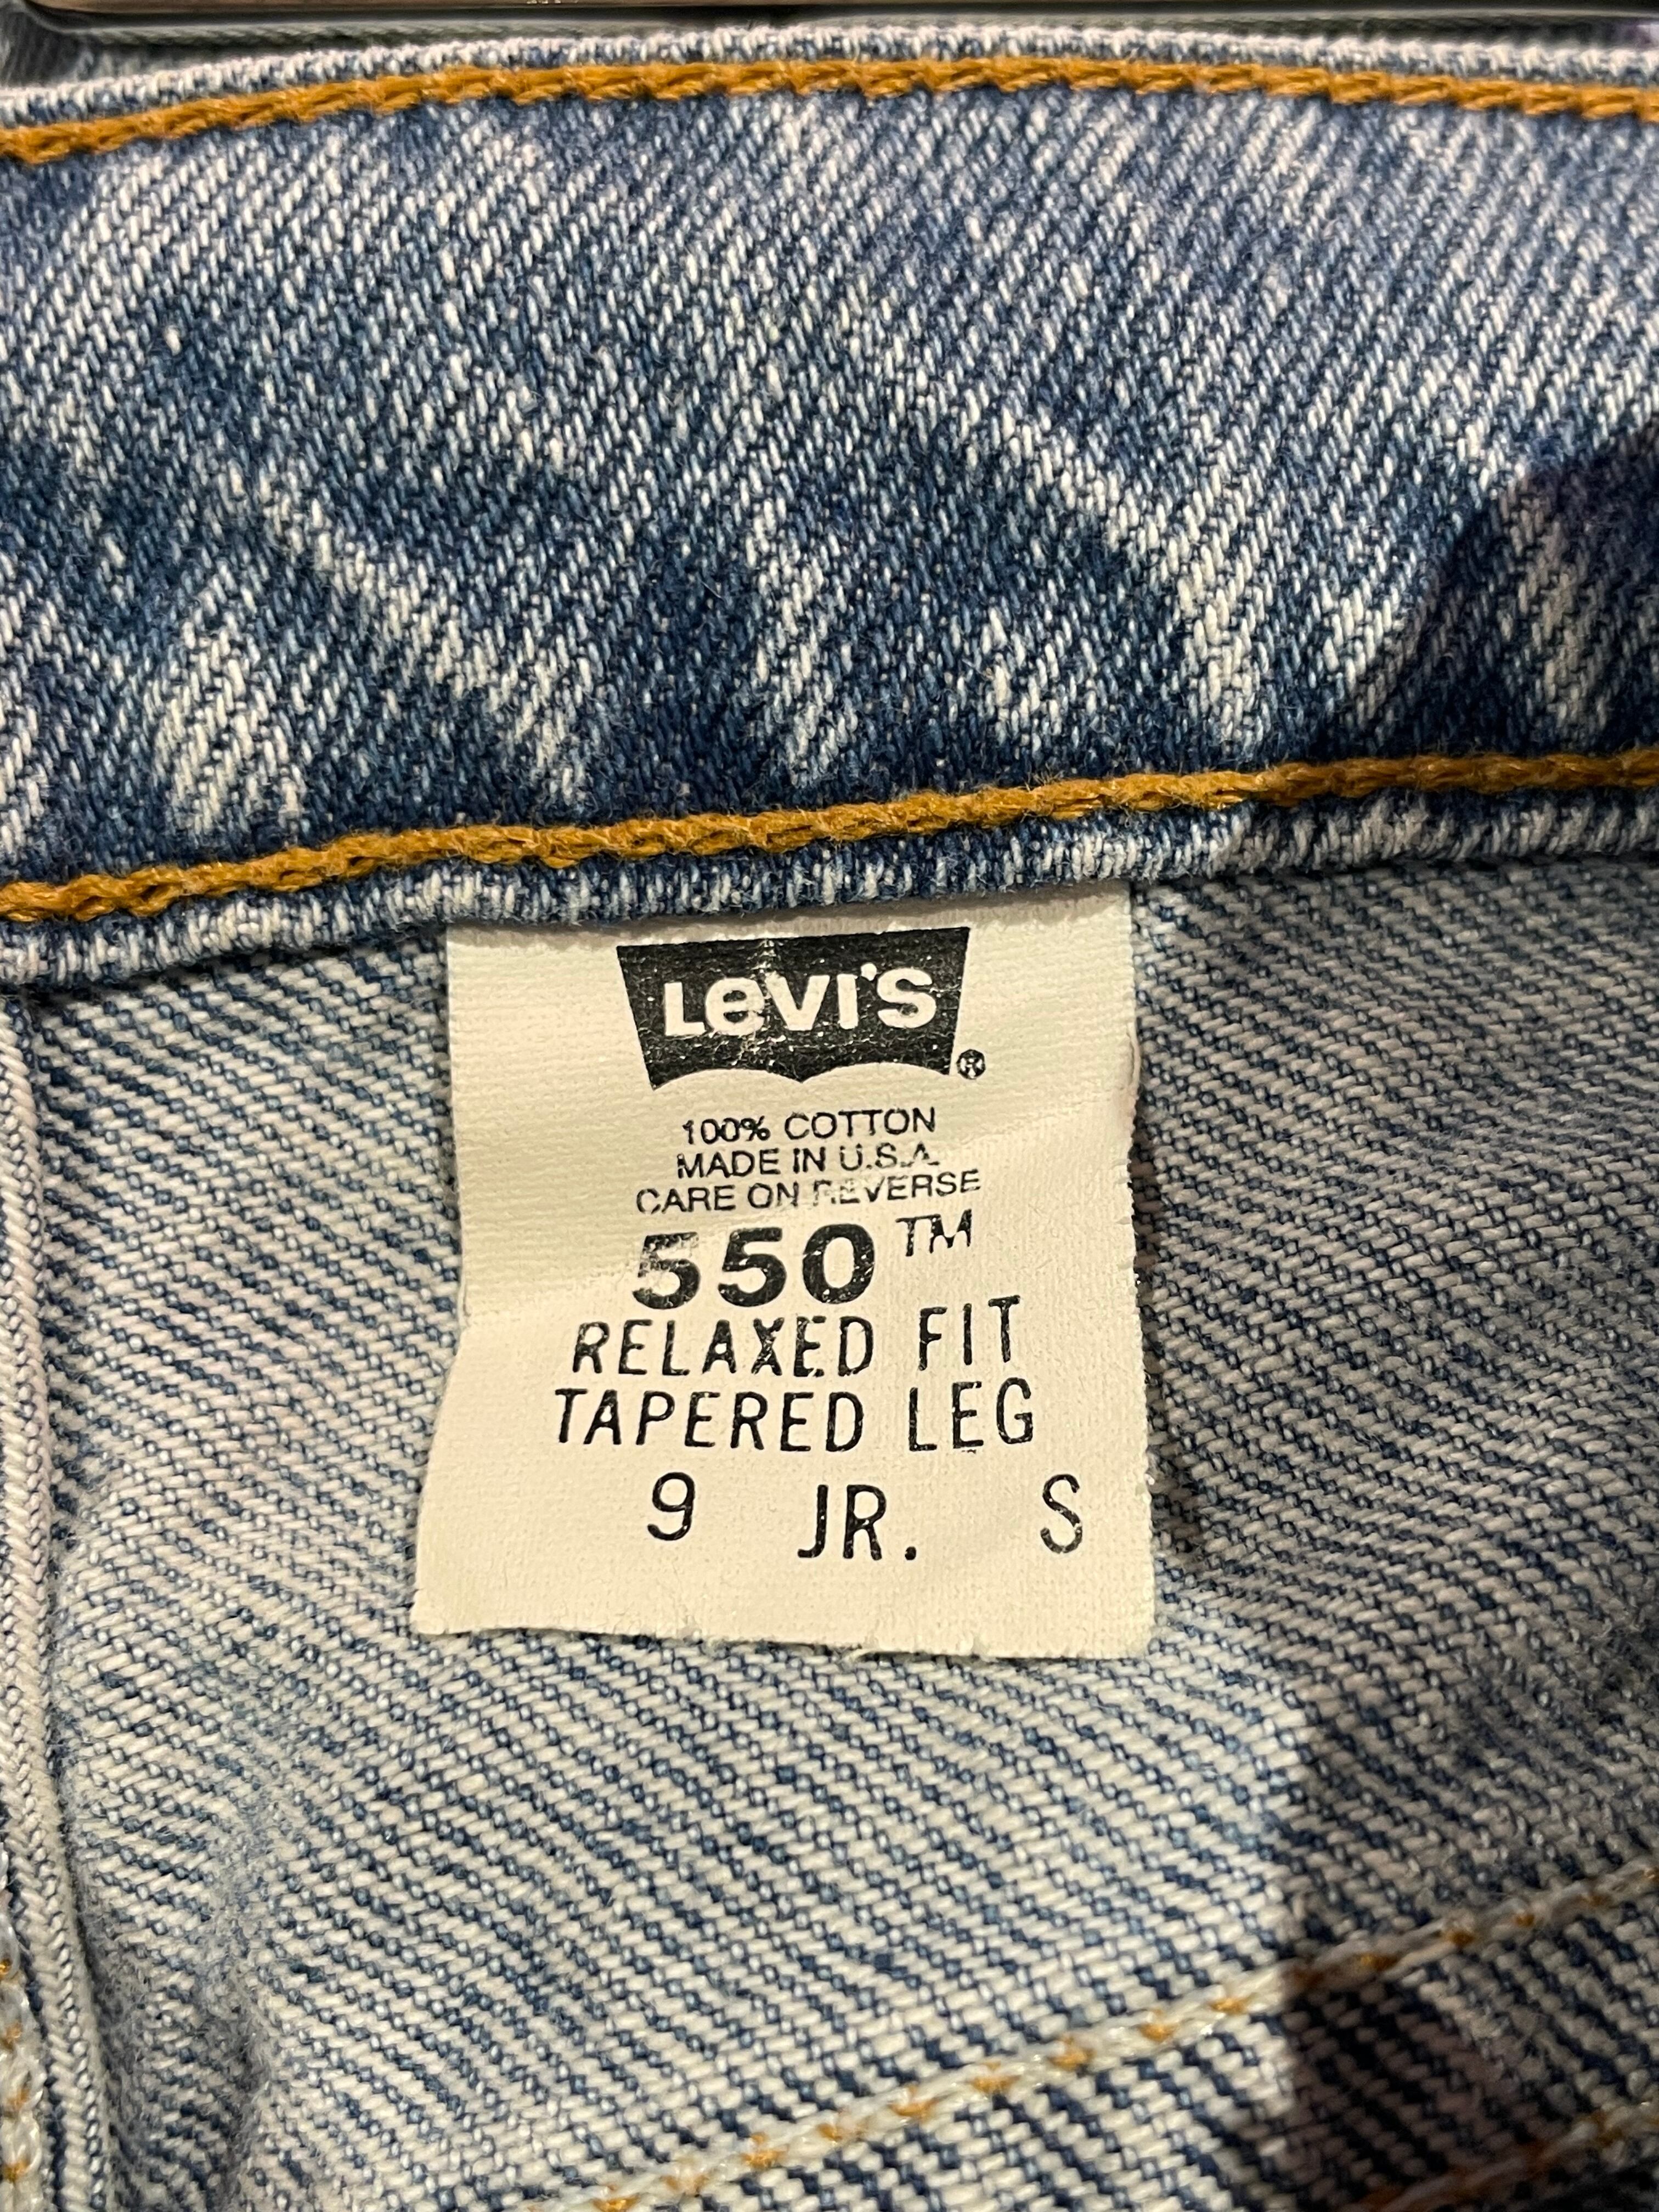 LEVI'S ®
100% COTTON
MADE IN U.S.A.
CARE ON REVERSE
550™
RELAXED FIT
TAPERED LEG
9 JR. S